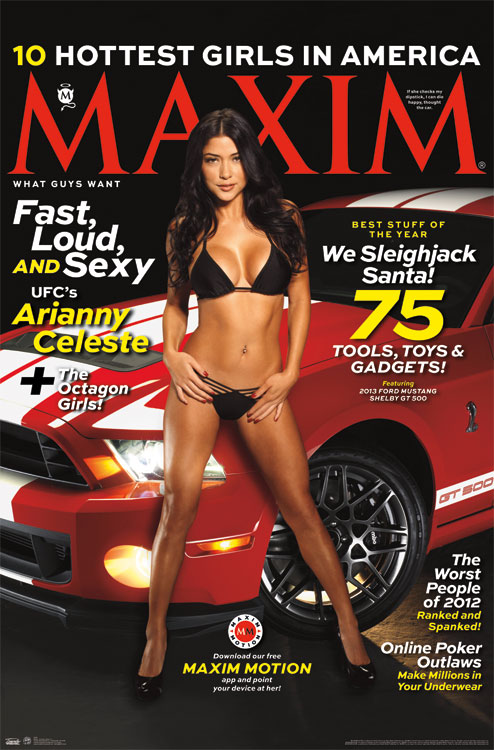 10 HOTTEST GIRLS IN AMERICA
MAXIM
M
®
If she checks my
dipstick, I can die
happy, thought
the car.
WHAT GUYS WANT
Fast,
Loud,
AND Sexy
UFC's
Arianny
Celeste
+ The
Octagon
Girls!
BEST STUFF OF
THE YEAR
We Sleighjack
Santa!
75
TOOLS, TOYS &
GADGETS!
Featuring
2013 FORD MUSTANG
SHELBY GT 500
GT 500
The
Worst
People
of 2012
Ranked and
Spanked!
Online Poker
Outlaws
Make Millions in
Your Underwear
MAXIM
MM
MOTION
Download our free
MAXIM MOTION
app and point
your device at her!